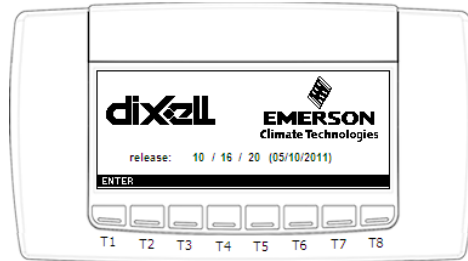 dixell
EMERSON
Climate Technologies
release: 10 / 16 / 20 (05/10/2011)
ENTER
T1 T2 T3 T4 T5 T6 T7 T8